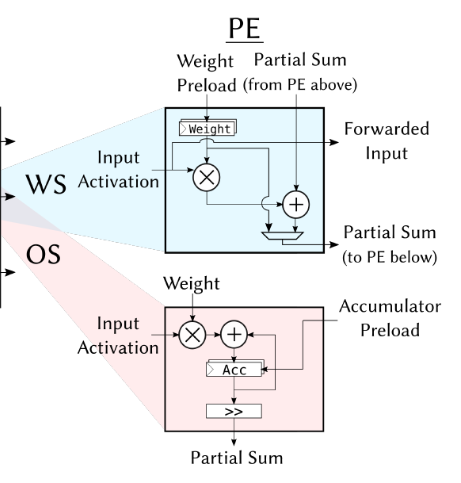 PE
Weight
Preload
Partial Sum
(from PE above)
Weight
Forwarded
Input
Input
Activation
WS
Partial Sum
(to PE below)
OS
Weight
Accumulator
Preload
Input
Activation
Acc
>>
Partial Sum